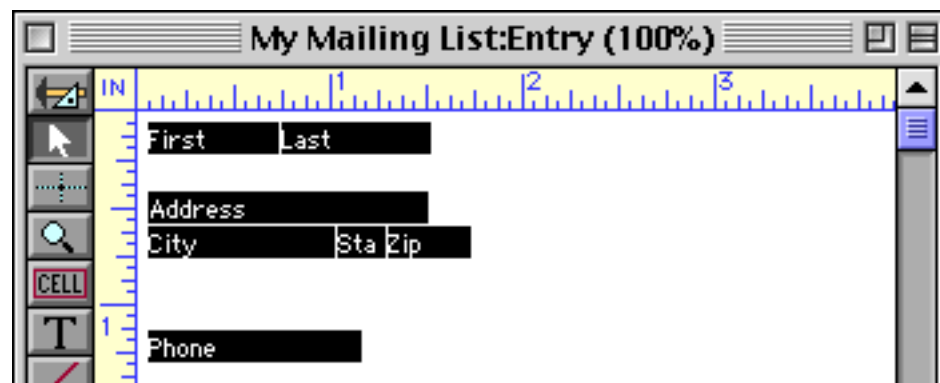 My Mailing List:Entry (100%)
IN 1 2 3
First Last
Address
City Sta Zip
CELL
T 1
Phone